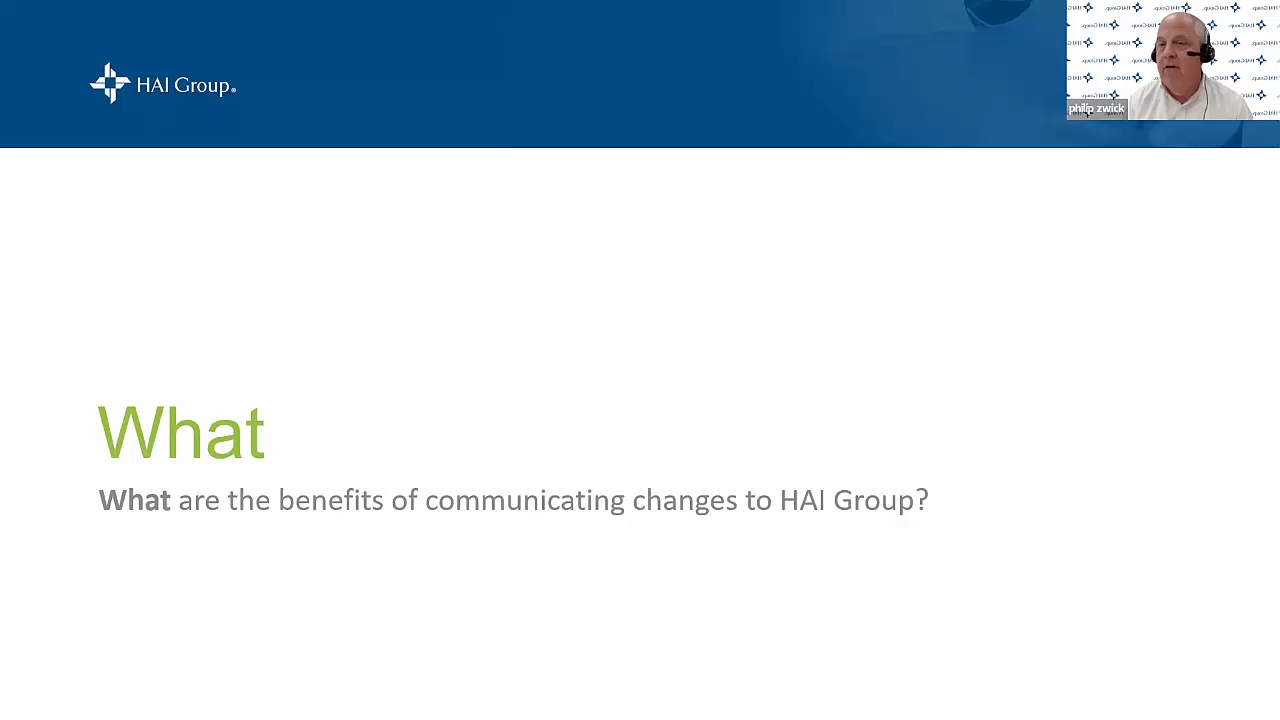 HAI Group®
philip zwick
What
What are the benefits of communicating changes to HAI Group?